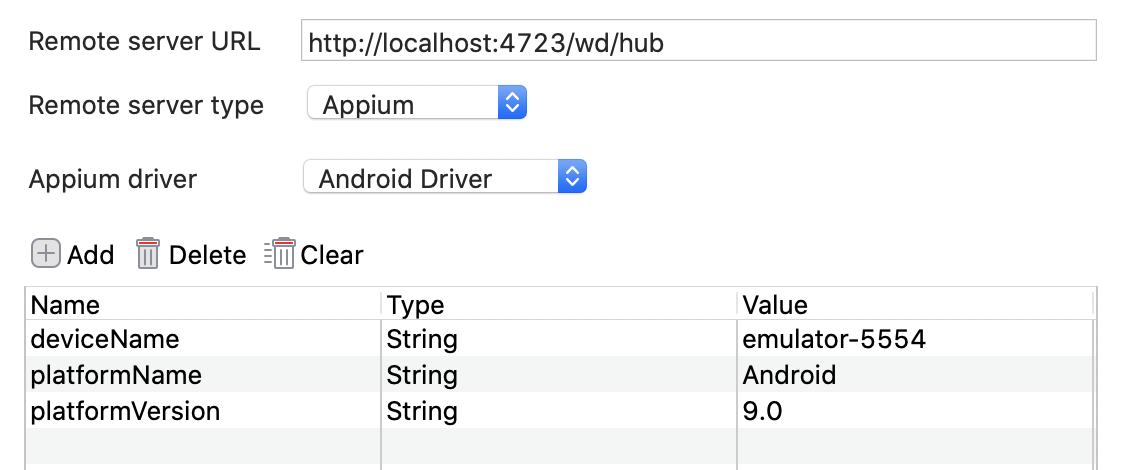 Remote server URL http://localhost:4723/wd/hub
Remote server type Appium
Appium driver Android Driver
Add Delete Clear
Name Type Value
deviceName String emulator-5554
platformName String Android
platformVersion String 9.0